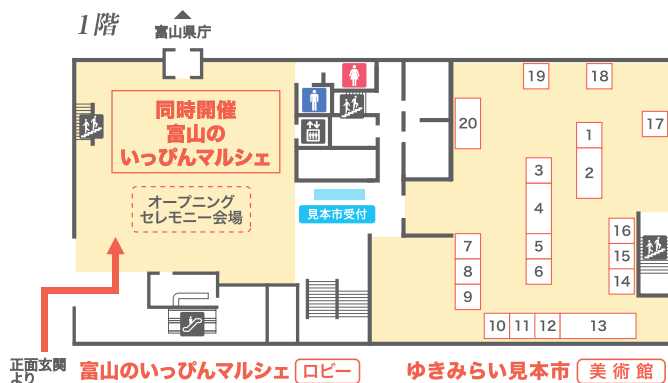 1階
富山県庁
同時開催
富山の
いっぴんマルシェ
オープニング
セレモニー会場
見本市受付
19
18
20
17
1
2
3
4
5
6
7
8
9
16
15
14
10
11
12
13
正面玄関
より
富山のいっぴんマルシェ ロビー
ゆきみらい見本市 美術館